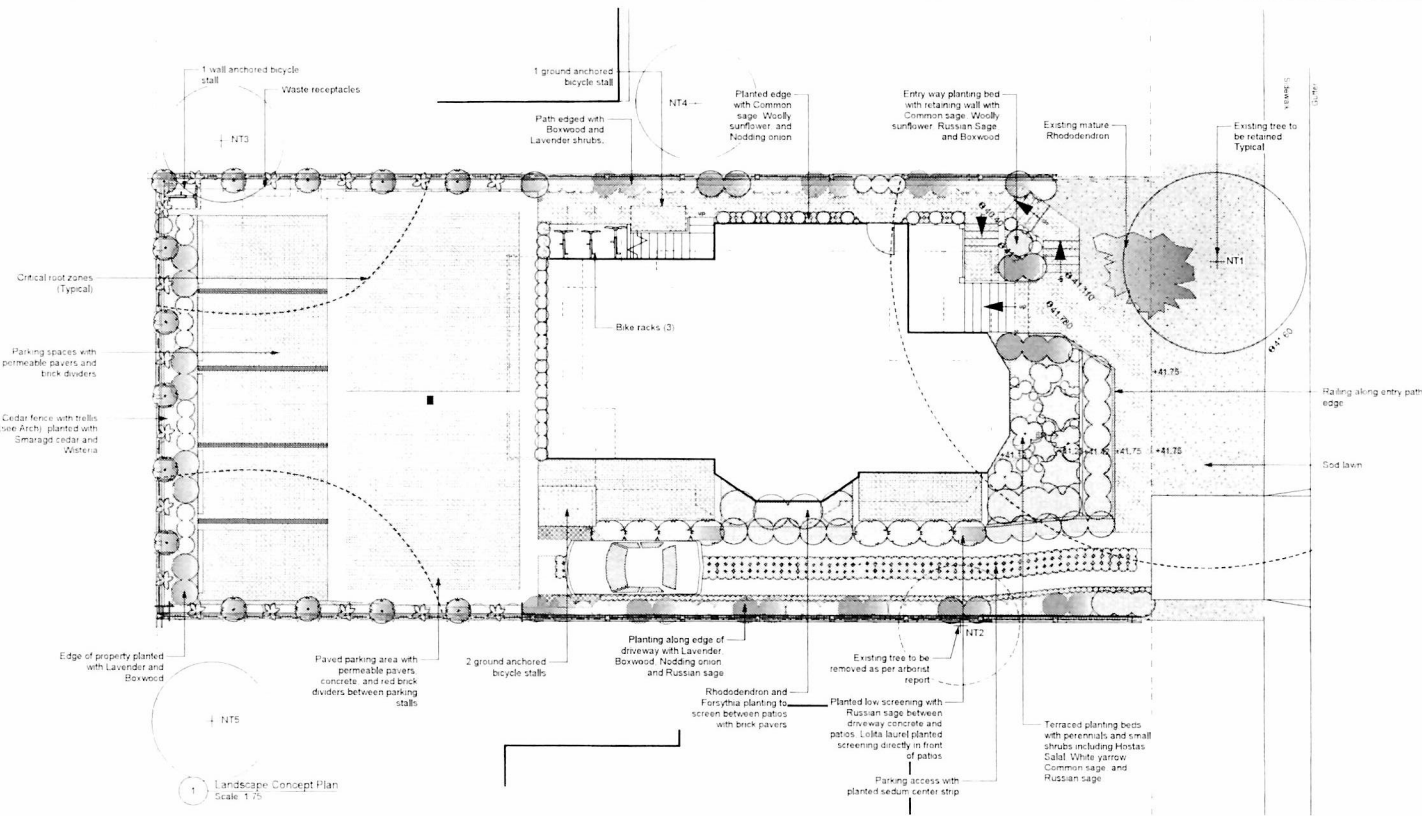 1 wall anchored bicycle
stall
Waste receptacles
NT3
1 ground anchored
bicycle stall
NT4
Path edged with
Boxwood and
Lavender shrubs.
Planted edge
with Common
sage Woolly
sunflower and
Nodding onion
Entry way planting bed
with retaining wall with
Common sage Woolly
sunflower Russian Sage
and Boxwood
Existing mature
Rhododendron
Sidewalk
Gutter
Existing tree to
be retained
Typical
NT1
Critical root zones
(Typical)
Parking spaces with
permeable pavers and
brick dividers
Cedar fence with trellis
(see Arch) planted with
Smaragd cedar and
Wisteria
Bike racks (3)
UP
40.40
41.780
+41.75
Railing along entry path
edge
+41.75
+41.75
Sod lawn
Edge of property planted
with Lavender and
Boxwood
Paved parking area with
permeable pavers
concrete and red brick
dividers between parking
stalls
2 ground anchored
bicycle stalls
Planting along edge of
driveway with Lavender
Boxwood Nodding onion
and Russian sage
Rhododendron and
Forsythia planting to
screen between patios
with brick pavers
Existing tree to be
removed as per arborist
report
NT2
Planted low screening with
Russian sage between
driveway concrete and
patios Lolita laurel planted
screening directly in front
of patios
Parking access with
planted sedum center strip
Terraced planting beds
with perennials and small
shrubs including Hostas
Salal White yarrow
Common sage and
Russian sage
NT5
1
Landscape Concept Plan
Scale 1 75